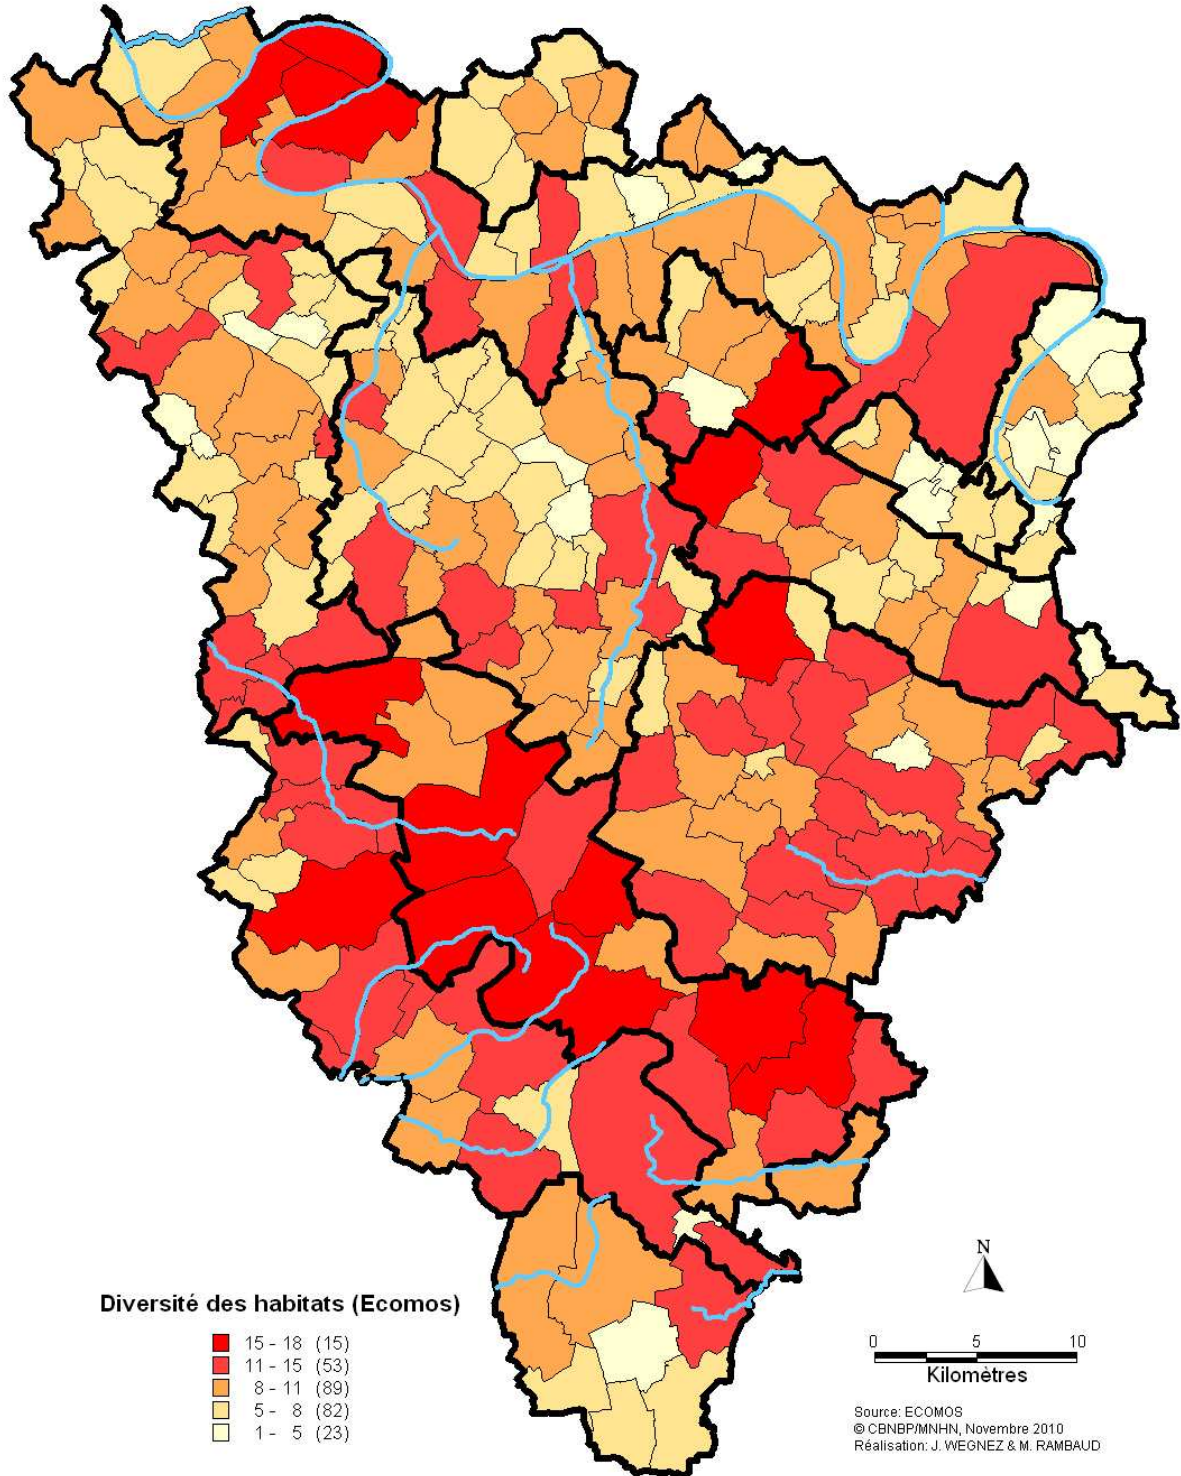 N
Diversité des habitats (Ecomos)
15 - 18 (15)
11 - 15 (53)
8 - 11 (89)
5 - 8 (82)
1 - 5 (23)
0 5 10
Kilomètres
Source: ECOMOS
© CBNBP/MNHN, Novembre 2010
Réalisation: J. WEGNEZ & M. RAMBAUD